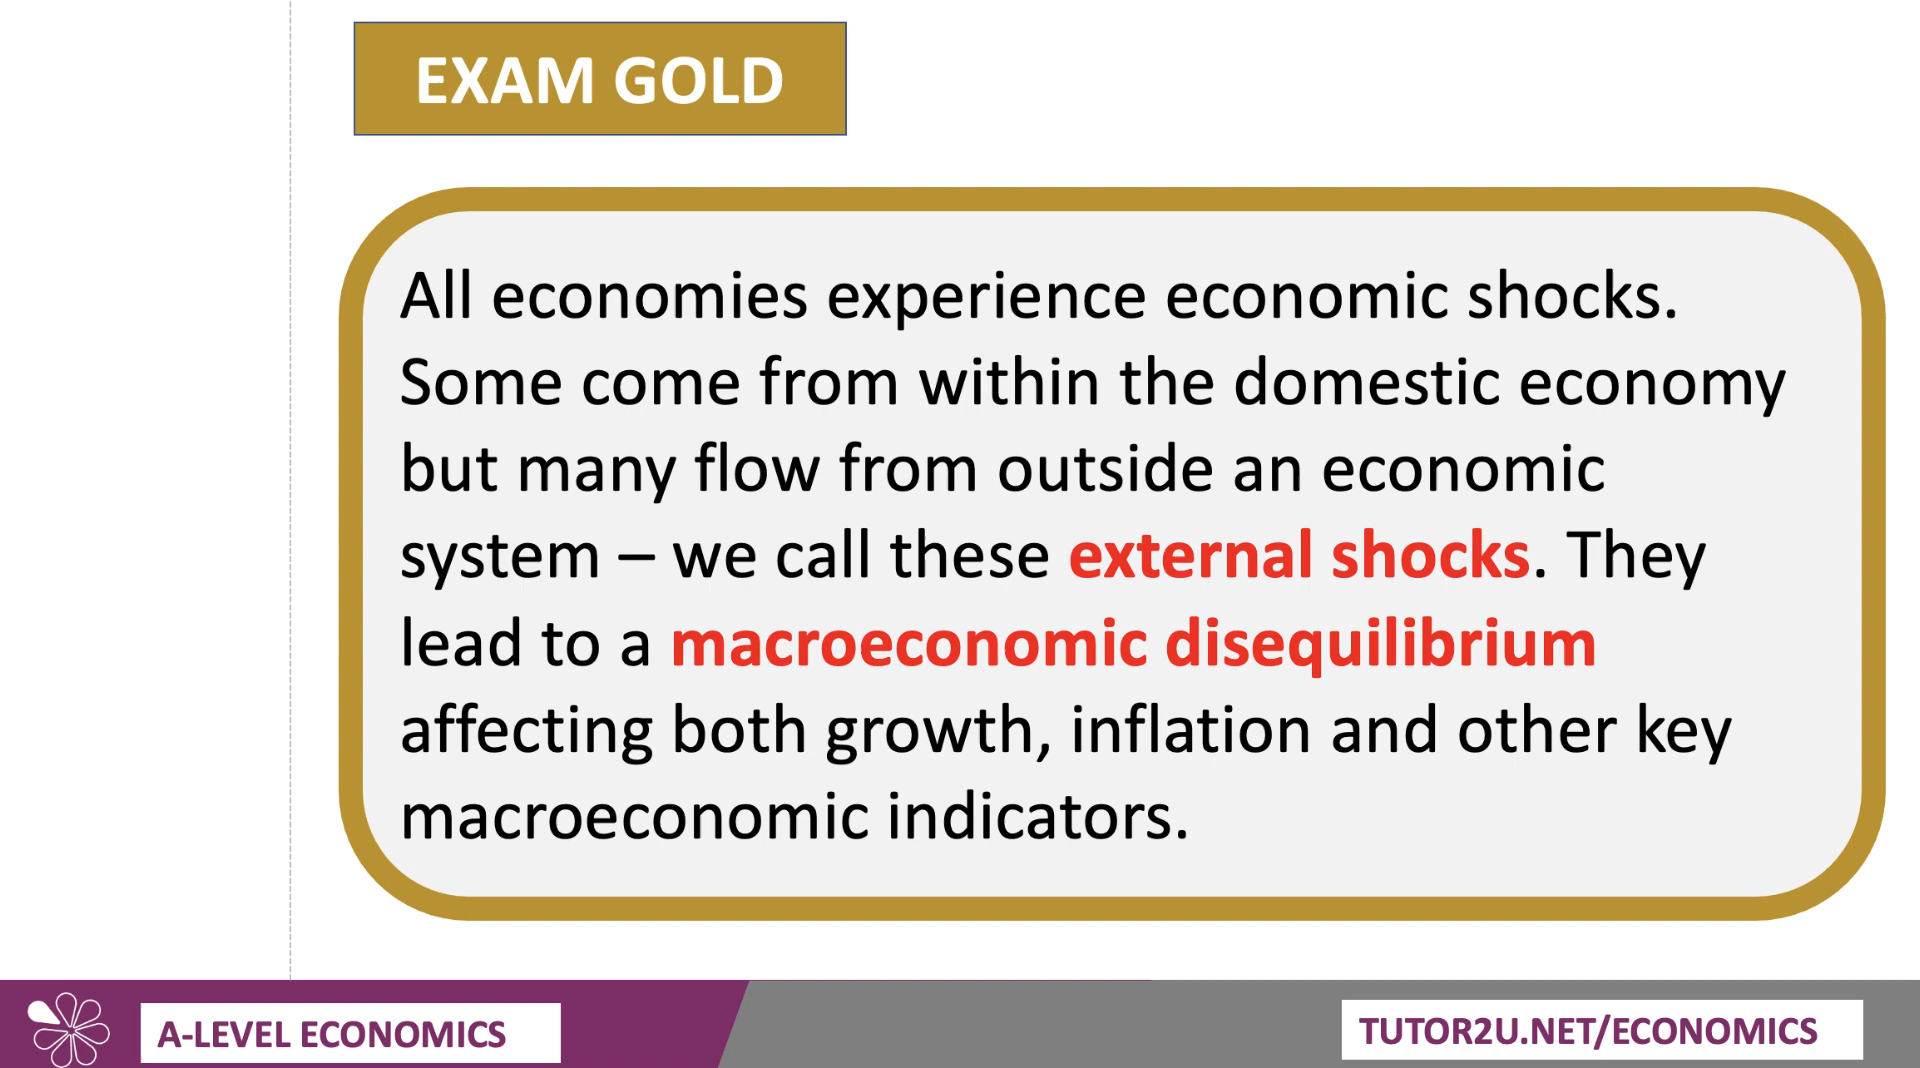 EXAM GOLD
All economies experience economic shocks.
Some come from within the domestic economy
but many flow from outside an economic
system – we call these external shocks. They
lead to a macroeconomic disequilibrium
affecting both growth, inflation and other key
macroeconomic indicators.
A-LEVEL ECONOMICS
TUTOR2U.NET/ECONOMICS